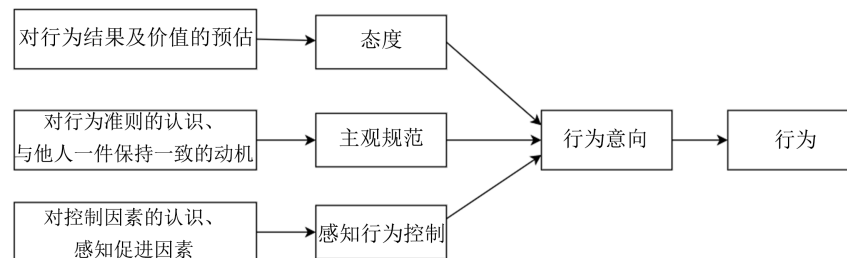 对行为结果及价值的预估
态度
对行为准则的认识、
与他人一件保持一致的动机
主观规范
行为意向
行为
对控制因素的认识、
感知促进因素
感知行为控制